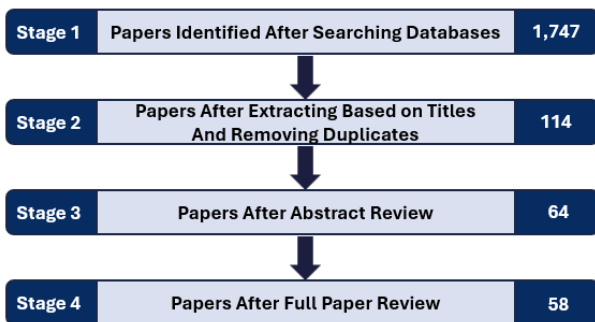 Stage 1 Papers Identified After Searching Databases 1,747
Stage 2 Papers After Extracting Based on Titles
And Removing Duplicates 114
Stage 3 Papers After Abstract Review 64
Stage 4 Papers After Full Paper Review 58